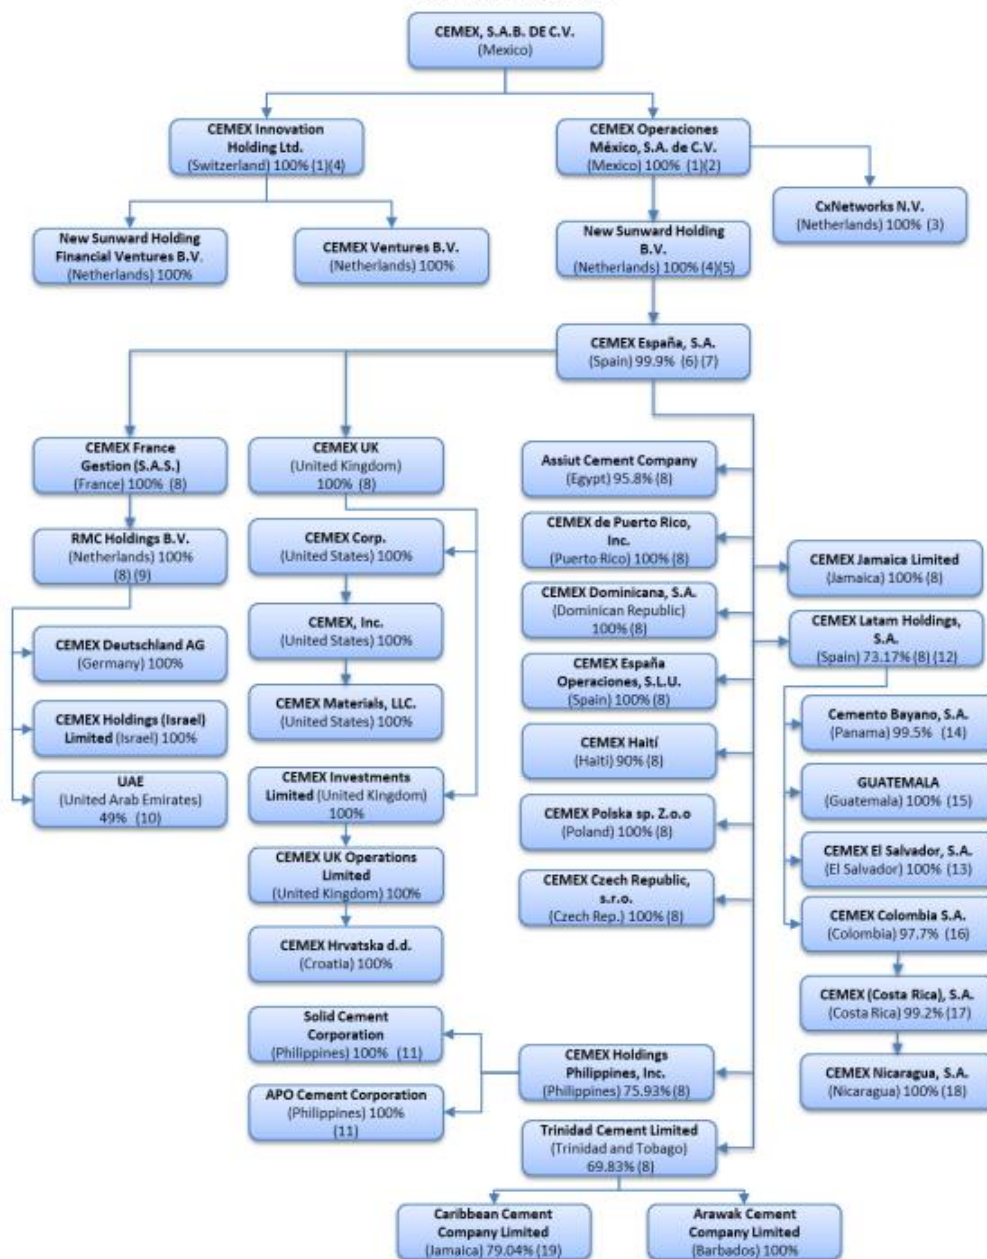 CEMEX, S.A.B. DE C.V.
(Mexico)
CEMEX Innovation
Holding Ltd.
(Switzerland) 100% (1)(4)
CEMEX Operaciones
México, S.A. de C.V.
(Mexico) 100% (1)(2)
CxNetworks N.V.
(Netherlands) 100% (3)
New Sunward Holding
Financial Ventures B.V.
(Netherlands) 100%
CEMEX Ventures B.V.
(Netherlands) 100%
New Sunward Holding
B.V.
(Netherlands) 100% (4)(5)
CEMEX España, S.A.
(Spain) 99.9% (6) (7)
CEMEX France
Gestion (S.A.S.)
(France) 100% (8)
RMC Holdings B.V.
(Netherlands) 100%
(8) (9)
CEMEX Deutschland AG
(Germany) 100%
CEMEX Holdings (Israel)
Limited (Israel) 100%
UAE
(United Arab Emirates)
49% (10)
CEMEX UK
(United Kingdom)
100% (8)
CEMEX Corp.
(United States) 100%
CEMEX, Inc.
(United States) 100%
CEMEX Materials, LLC.
(United States) 100%
CEMEX Investments
Limited (United Kingdom)
100%
CEMEX UK Operations
Limited
(United Kingdom) 100%
CEMEX Hrvatska d.d.
(Croatia) 100%
Assiut Cement Company
(Egypt) 95.8% (8)
CEMEX de Puerto Rico,
Inc.
(Puerto Rico) 100% (8)
CEMEX Dominicana, S.A.
(Dominican Republic)
100% (8)
CEMEX España
Operaciones, S.L.U.
(Spain) 100% (8)
CEMEX Haití
(Haiti) 90% (8)
CEMEX Polska sp. Z.o.o
(Poland) 100% (8)
CEMEX Czech Republic,
s.r.o.
(Czech Rep.) 100% (8)
CEMEX Jamaica Limited
(Jamaica) 100% (8)
CEMEX Latam Holdings,
S.A.
(Spain) 73.17% (8) (12)
Cemento Bayano, S.A.
(Panama) 99.5% (14)
GUATEMALA
(Guatemala) 100% (15)
CEMEX El Salvador, S.A.
(El Salvador) 100% (13)
CEMEX Colombia S.A.
(Colombia) 97.7% (16)
CEMEX (Costa Rica), S.A.
(Costa Rica) 99.2% (17)
CEMEX Nicaragua, S.A.
(Nicaragua) 100% (18)
Solid Cement
Corporation
(Philippines) 100% (11)
APO Cement Corporation
(Philippines) 100%
(11)
CEMEX Holdings
Philippines, Inc.
(Philippines) 75.93% (8)
Trinidad Cement Limited
(Trinidad and Tobago)
69.83% (8)
Caribbean Cement
Company Limited
(Jamaica) 79.04% (19)
Arawak Cement
Company Limited
(Barbados) 100%